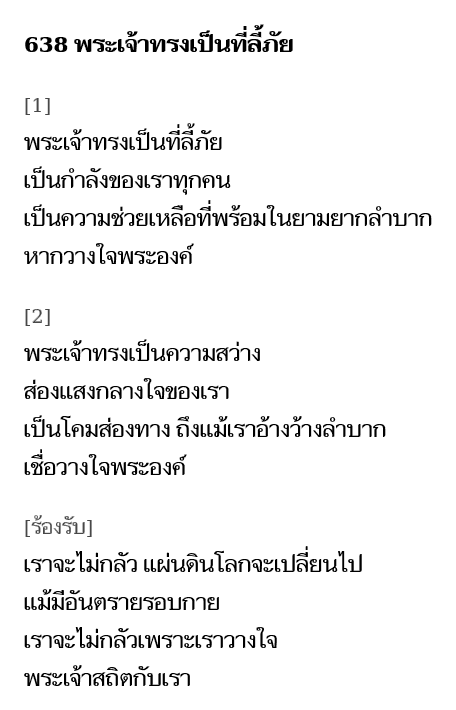 638 พระเจ้าทรงเป็นที่ลี้ภัย
[1]
พระเจ้าทรงเป็นที่ลี้ภัย
เป็นกำลังของเราทุกคน
เป็นความช่วยเหลือที่พร้อมในยามยากลำบาก
หากวางใจพระองค์
[2]
พระเจ้าทรงเป็นความสว่าง
ส่องแสงกลางใจของเรา
เป็นโคมส่องทาง ถึงแม้เราอ้างว้างลำบาก
เชื่อวางใจพระองค์
[ร้องรับ]
เราจะไม่กลัว แผ่นดินโลกจะเปลี่ยนไป
แม้มีอันตรายรอบกาย
เราจะไม่กลัวเพราะเราวางใจ
พระเจ้าสถิตกับเรา